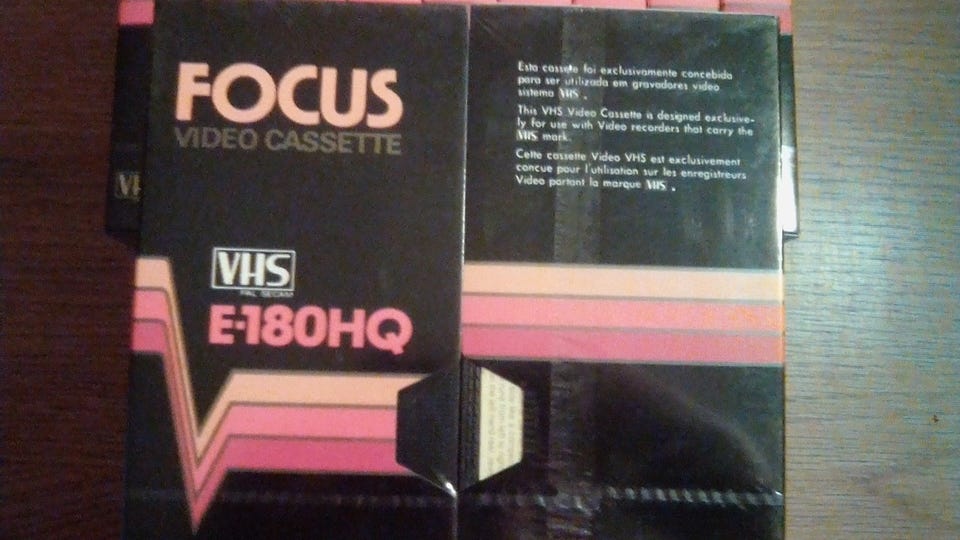 FOCUS
VIDEO CASSETTE
VHS
PAL SECAM
E-180HQ
Esta cassete foi exclusivamente concebida
para ser utilizada em gravadores video
sistema VHS .
This VHS Video Cassette is designed exclusive-
ly for use with Video recorders that carry the
VHS mark.
Cette cassette Video VHS est exclusivement
concue pour l'utilisation sur les enregistreurs
Video portant la marque VHS .